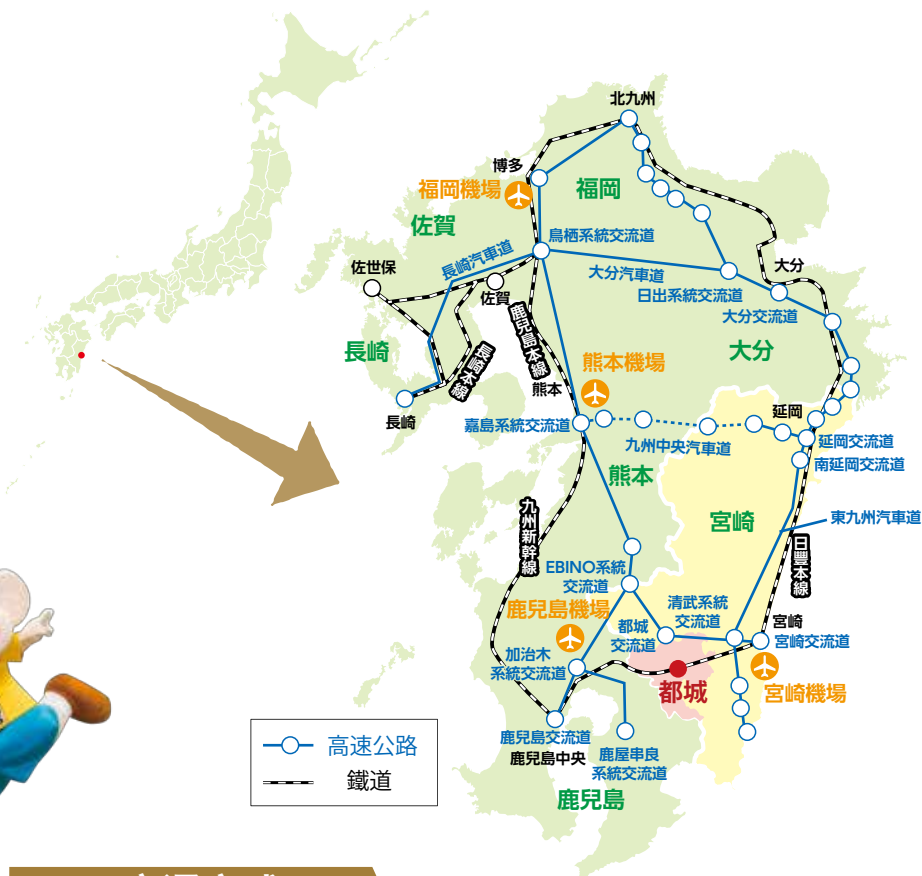 北九州
博多
福岡機場
福岡
佐賀
鳥栖系統交流道
長崎汽車道
佐世保
佐賀
大分汽車道
日出系統交流道
大分
大分交流道
長崎
長崎本線
鹿兒島本線
大分
熊本機場
熊本
長崎
嘉島系統交流道
延岡
九州中央汽車道
延岡交流道
南延岡交流道
熊本
宮崎
東九州汽車道
九州新幹線
日豐本線
EBINO系統
交流道
鹿兒島機場
清武系統
交流道
都城
交流道
宮崎
宮崎交流道
加治木
系統交流道
都城
宮崎機場
鹿兒島交流道
鹿兒島中央
鹿屋串良
系統交流道
鹿兒島
高速公路
鐵道